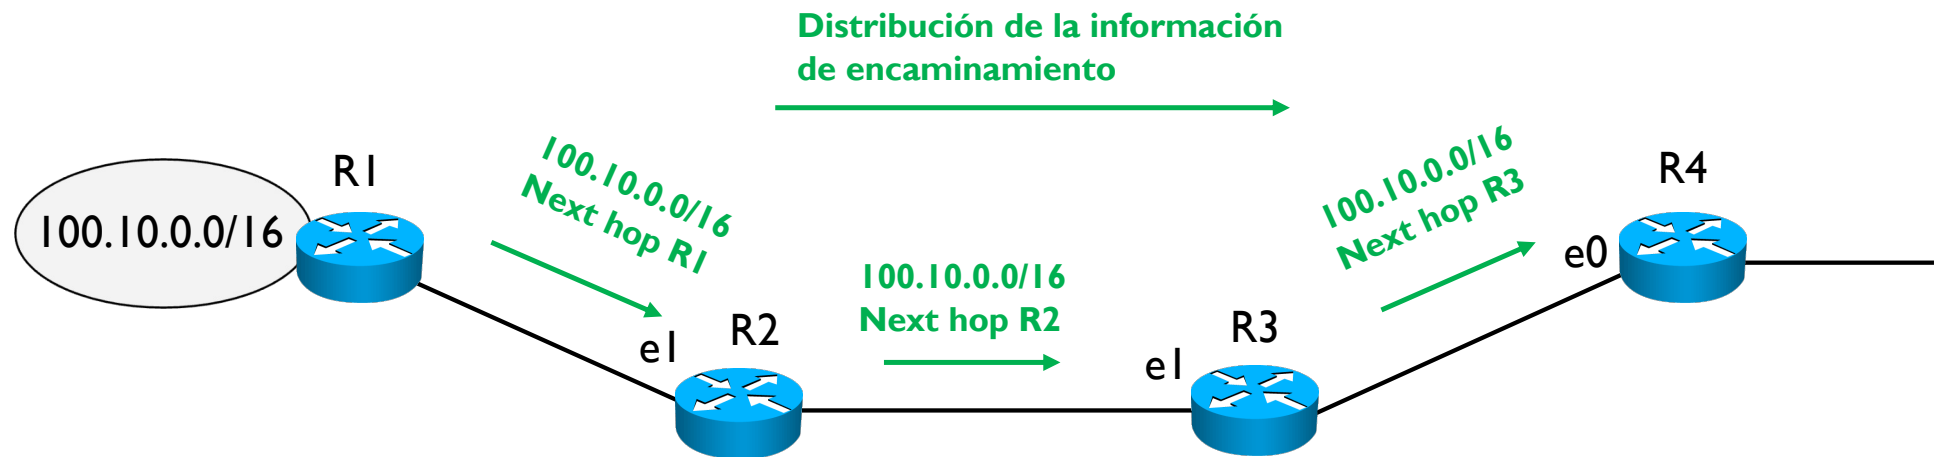 Distribución de la información
de encaminamiento
100.10.0.0/16
R1
100.10.0.0/16
Next hop R1
e1
R2
100.10.0.0/16
Next hop R2
e1
R3
100.10.0.0/16
Next hop R3
e0
R4